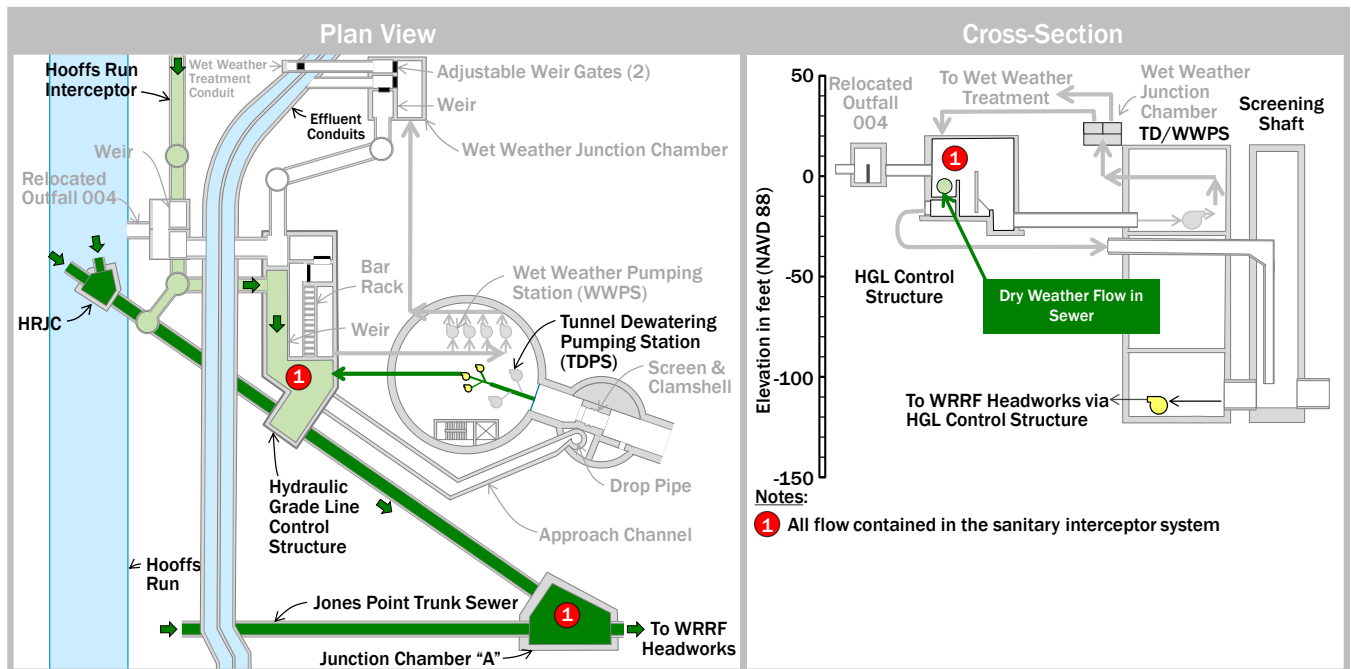 Plan View
Wet Weather
Treatment
Conduit
Hooffs Run
Interceptor
Adjustable Weir Gates (2)
Weir
Effluent
Conduits
Wet Weather Junction Chamber
Weir
Relocated
Outfall 004
Bar
Rack
Wet Weather Pumping
Station (WWPS)
HRJC
Weir
Tunnel Dewatering
Pumping Station
(TDPS)
Screen &
Clamshell
1
Drop Pipe
Hydraulic
Grade Line
Control
Structure
Approach Channel
Hooffs
Run
Jones Point Trunk Sewer
1
To WRRF
Headworks
Junction Chamber “A”
Cross-Section
Elevation in feet (NAVD 88)
50
0
-50
-100
-150
Relocated
Outfall
004
To Wet Weather
Treatment
Wet Weather
Junction
Chamber
TD/WWPS
Screening
Shaft
1
HGL Control
Structure
Dry Weather Flow in
Sewer
To WRRF Headworks via
HGL Control Structure
Notes:
1 All flow contained in the sanitary interceptor system